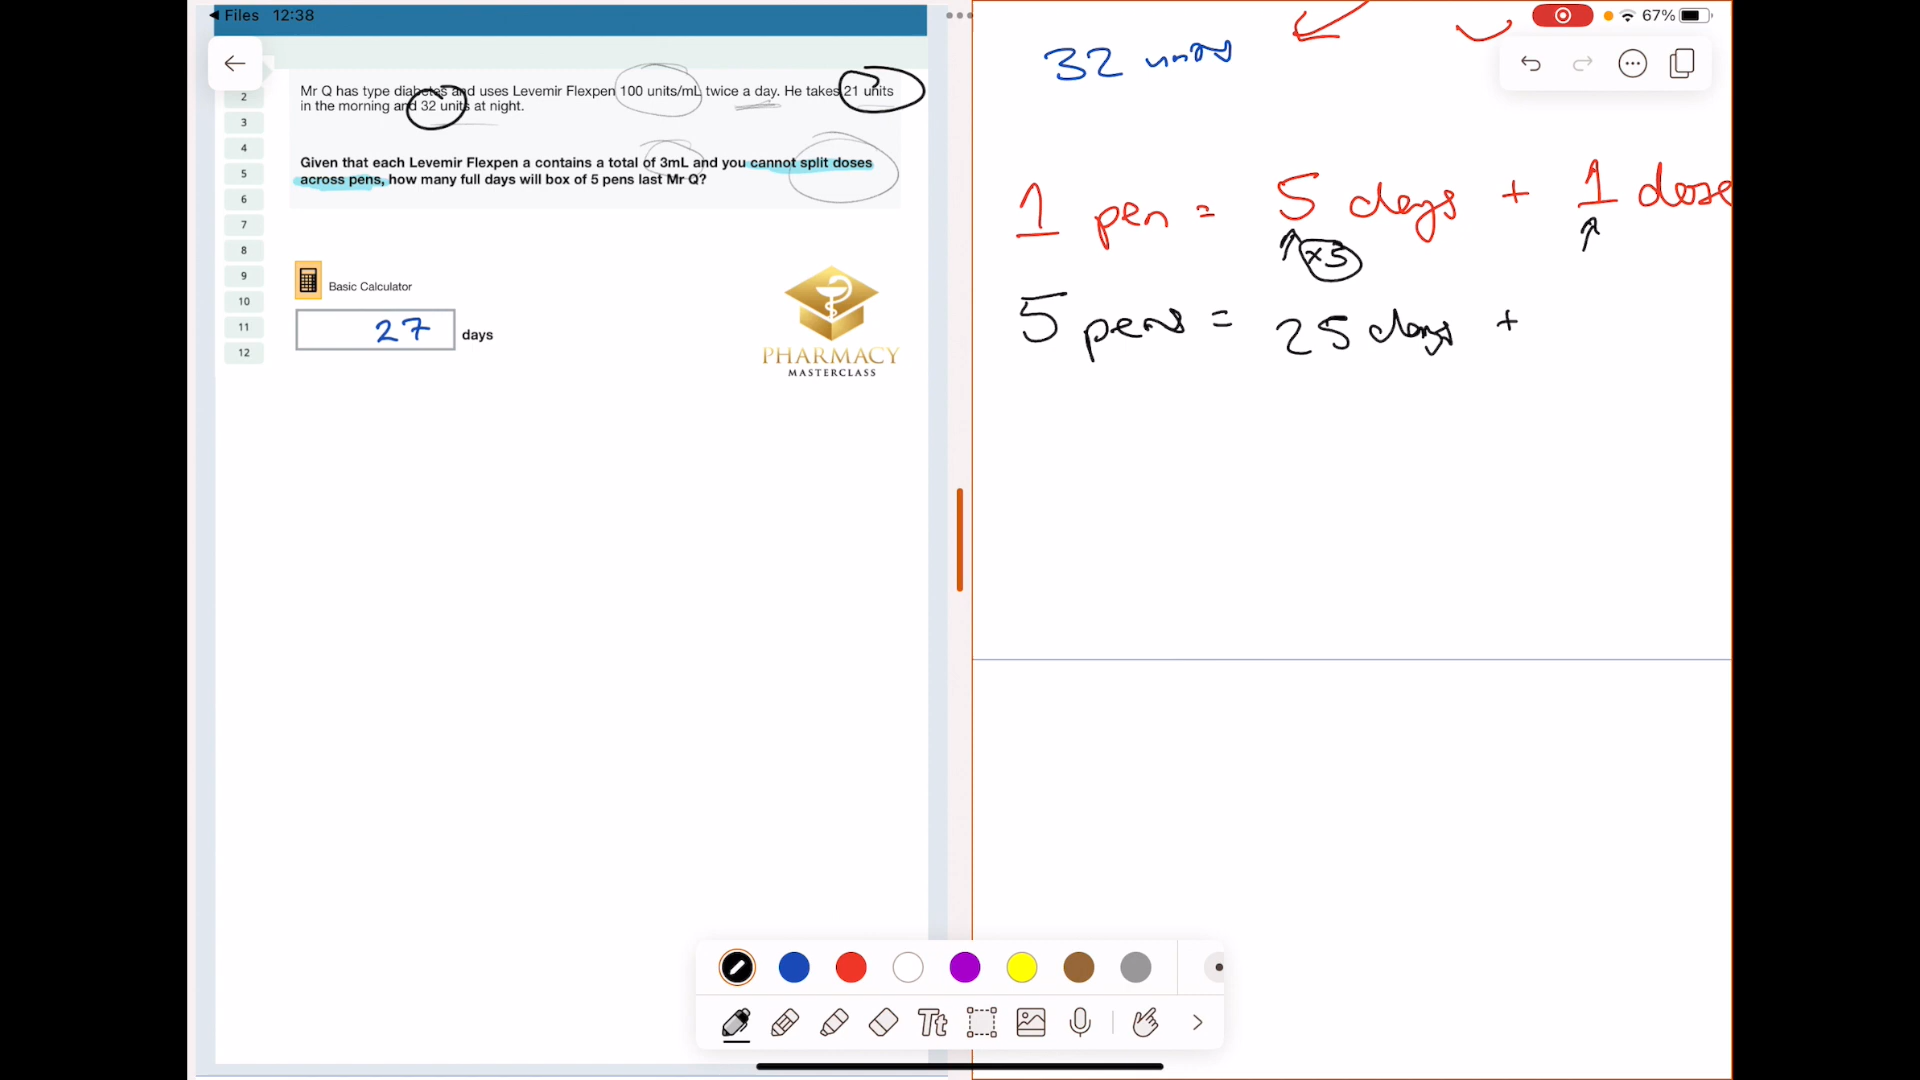 Files 12:38
67%
2
3
4
5
6
7
8
9
10
11
12
Mr Q has type diabetes and uses Levemir Flexpen 100 units/mL twice a day. He takes 21 units
in the morning and 32 units at night.
Given that each Levemir Flexpen a contains a total of 3mL and you cannot split doses
across pens, how many full days will box of 5 pens last Mr Q?
Basic Calculator
27 days
PHARMACY
MASTERCLASS
32 units
1 pen = 5 days + 1 dose
×5
5 pens = 25 days +
Tt